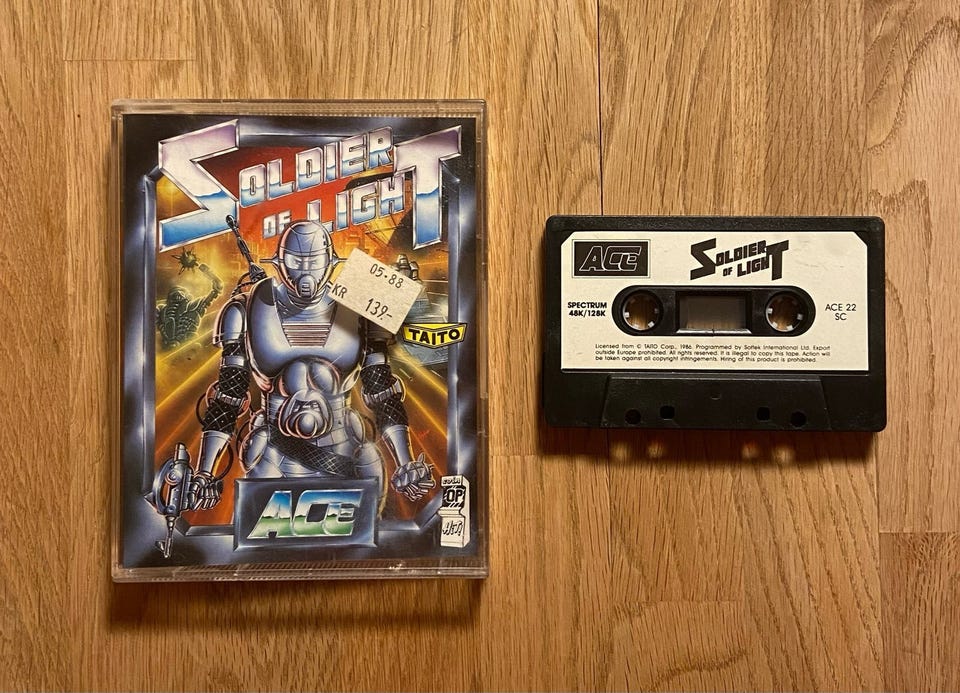 SOLDIER
OF LIGHT
05-88
KR 139.-
TAITO
COIN
OP
HIT!
ACE
ACE
SOLDIER
OF LIGHT
SPECTRUM
48K/128K
ACE 22
SC
Licensed from © TAITO Corp., 1986. Programmed by Softek International Ltd. Export
outside Europe prohibited. All rights reserved. It is illegal to copy this tape. Action will
be taken against all copyright infringements. Hiring of this product is prohibited.